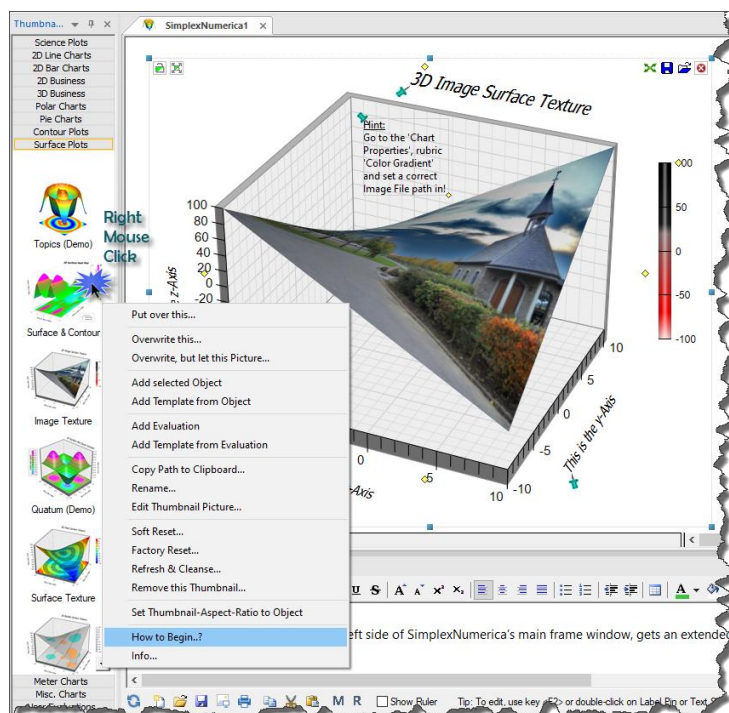 Thumbna...
SimplexNumerica1
Science Plots
2D Line Charts
2D Bar Charts
2D Business
3D Business
Polar Charts
Pie Charts
Contour Plots
Surface Plots
Topics (Demo)
Right
Mouse
Click
Surface & Contour
Image Texture
Quatum (Demo)
Surface Texture
Meter Charts
Misc. Charts
3D Image Surface Texture
Hint:
Go to the 'Chart
Properties', rubric
'Color Gradient'
and set a correct
Image File path in!
100
80
60
40
20
0
-20
z-Axis
00
50
0
-50
-100
10
5
0
-5
-10
This is the y-Axis
0
5
10
-Axis
Put over this...
Overwrite this...
Overwrite, but let this Picture...
Add selected Object
Add Template from Object
Add Evaluation
Add Template from Evaluation
Copy Path to Clipboard...
Rename...
Edit Thumbnail Picture...
Soft Reset...
Factory Reset...
Refresh & Cleanse...
Remove this Thumbnail...
Set Thumbnail-Aspect-Ratio to Object
How to Begin..?
Info...
U S A A x² x₂ A
eft side of SimplexNumerica's main frame window, gets an extended
M R Show Ruler Tip: To edit, use key <F2> or double-click on Label Pin or Text